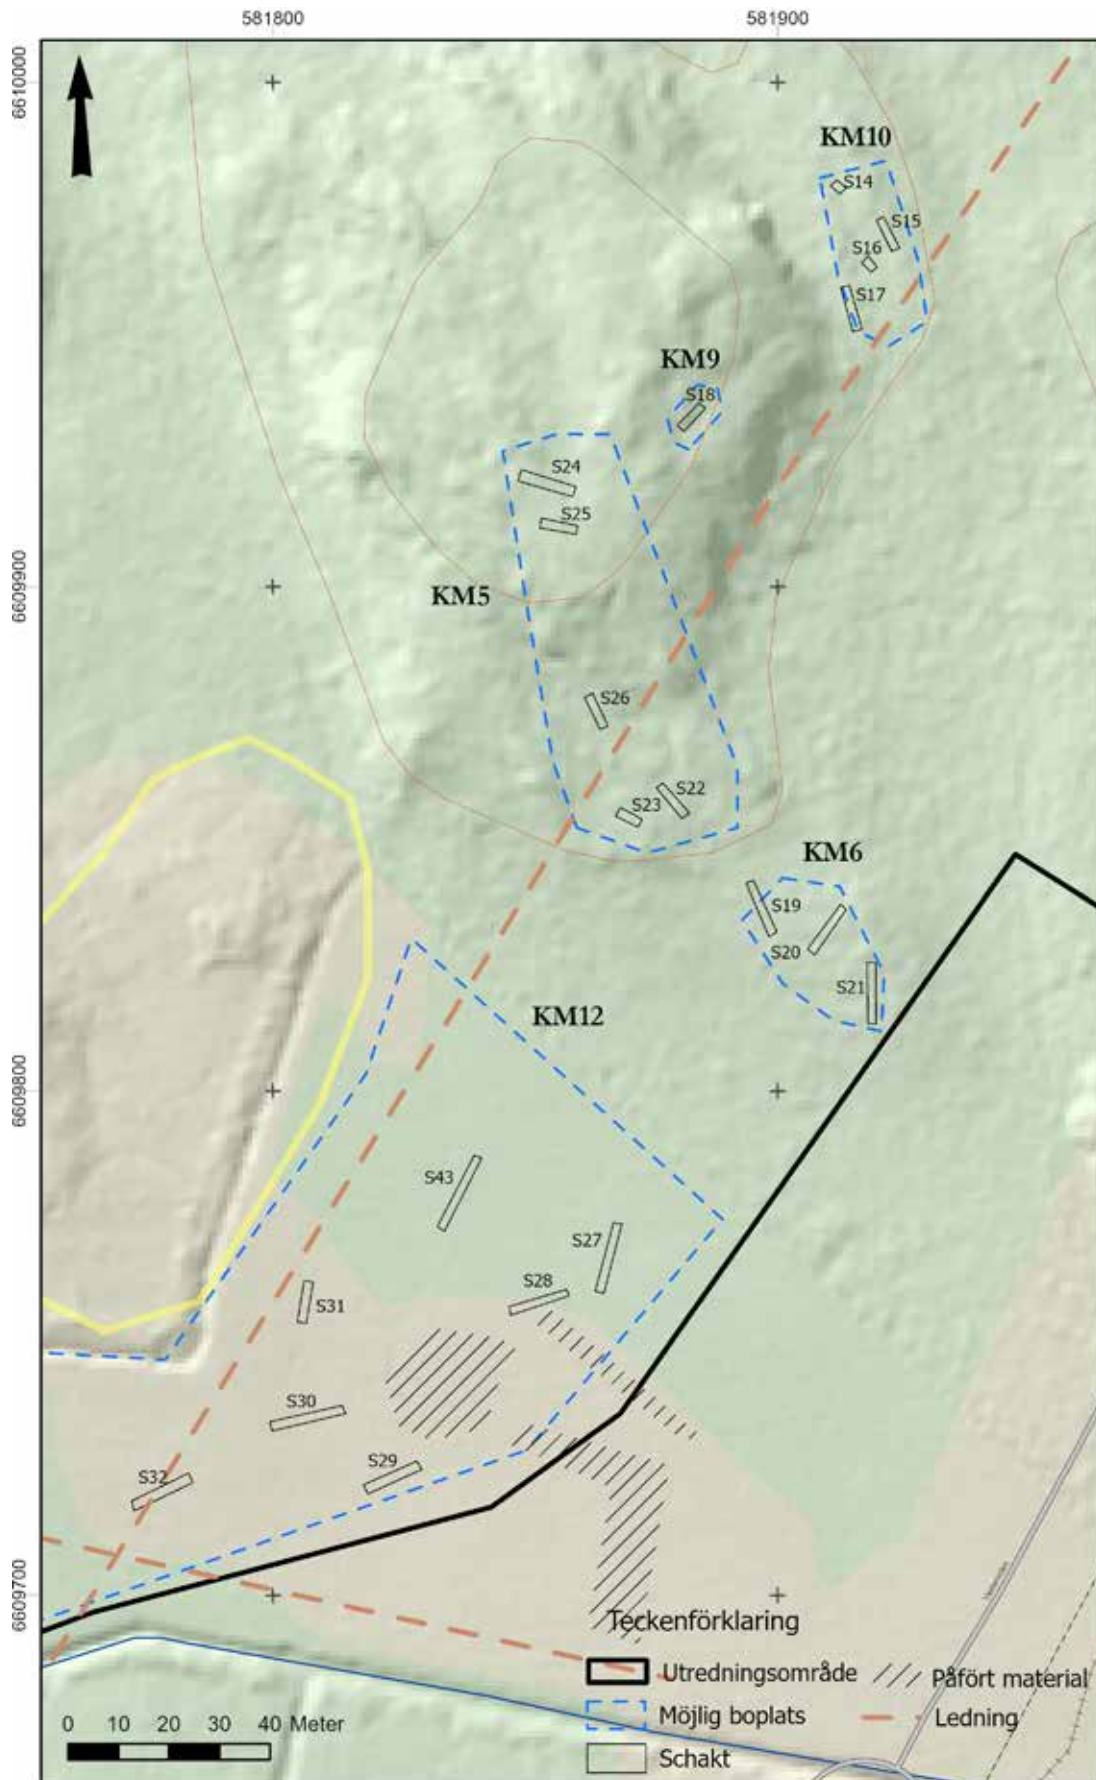 581800 581900
6610000
KM10
S14
S15
S16
S17
KM9
S18
S24
S25
6609900
KM5
S26
S22
S23
KM6
S19
S20
S21
KM12
6609800
S43
S27
S28
S31
S30
S29
S32
6609700
Teckenförklaring
Utredningsområde Påfört material
Möjlig boplats Ledning
Schakt
0 10 20 40 Meter